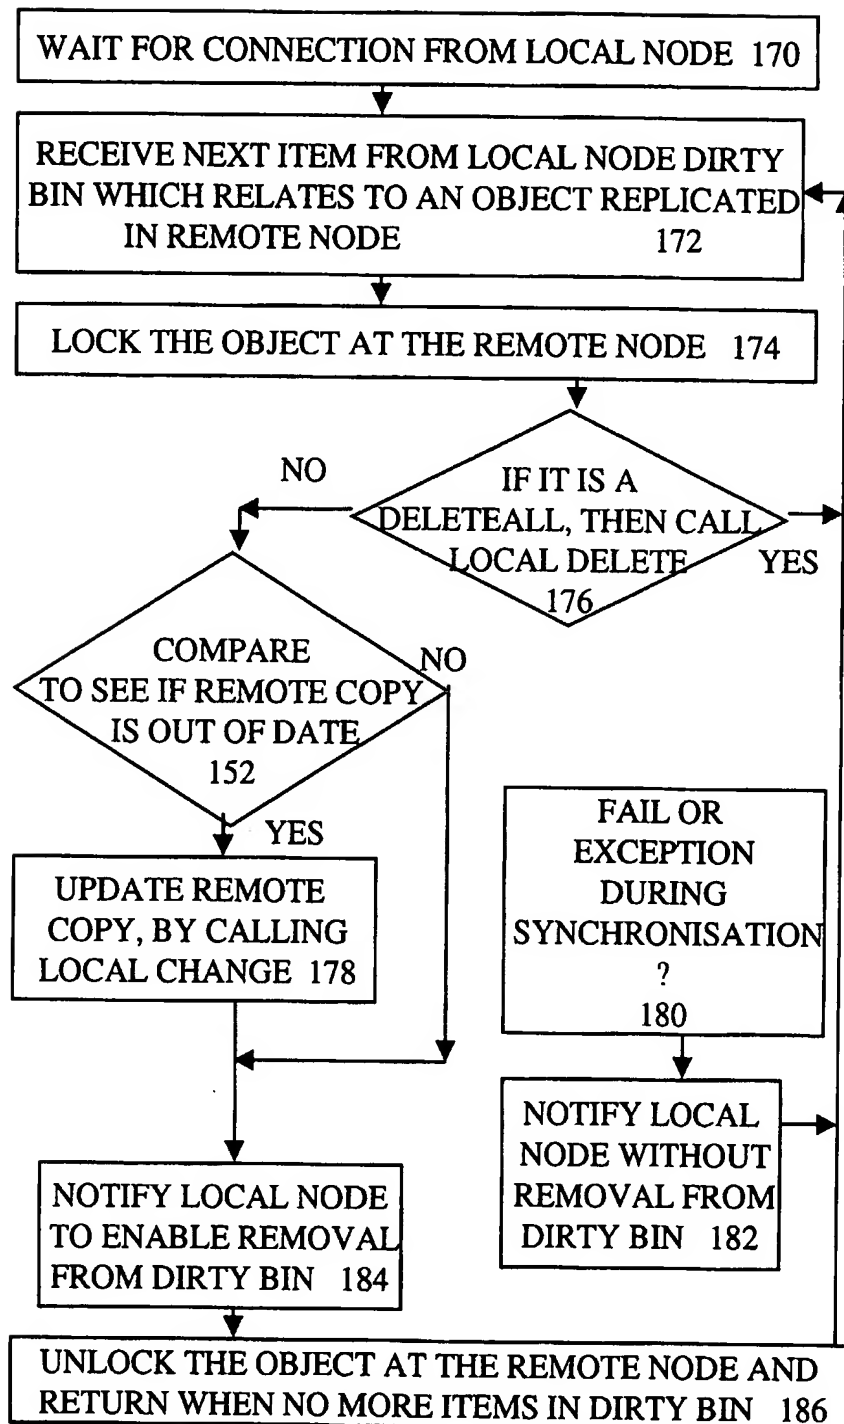 WAIT FOR CONNECTION FROM LOCAL NODE 170
RECEIVE NEXT ITEM FROM LOCAL NODE DIRTY
BIN WHICH RELATES TO AN OBJECT REPLICATED
IN REMOTE NODE 172
LOCK THE OBJECT AT THE REMOTE NODE 174
NO
IF IT IS A
DELETEALL, THEN CALL
LOCAL DELETE
176
YES
COMPARE
TO SEE IF REMOTE COPY
IS OUT OF DATE
152
NO
YES
UPDATE REMOTE
COPY, BY CALLING
LOCAL CHANGE 178
FAIL OR
EXCEPTION
DURING
SYNCHRONISATION
?
180
NOTIFY LOCAL
NODE WITHOUT
REMOVAL FROM
DIRTY BIN 182
NOTIFY LOCAL NODE
TO ENABLE REMOVAL
FROM DIRTY BIN 184
UNLOCK THE OBJECT AT THE REMOTE NODE AND
RETURN WHEN NO MORE ITEMS IN DIRTY BIN 186